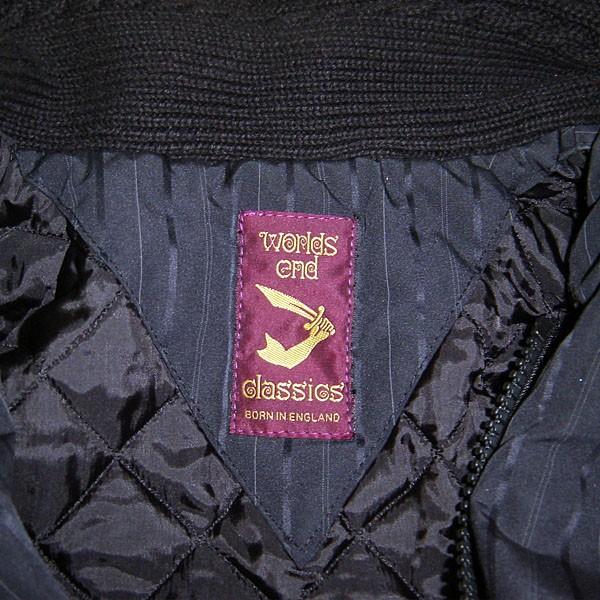 worlds
end
classics
BORN IN ENGLAND